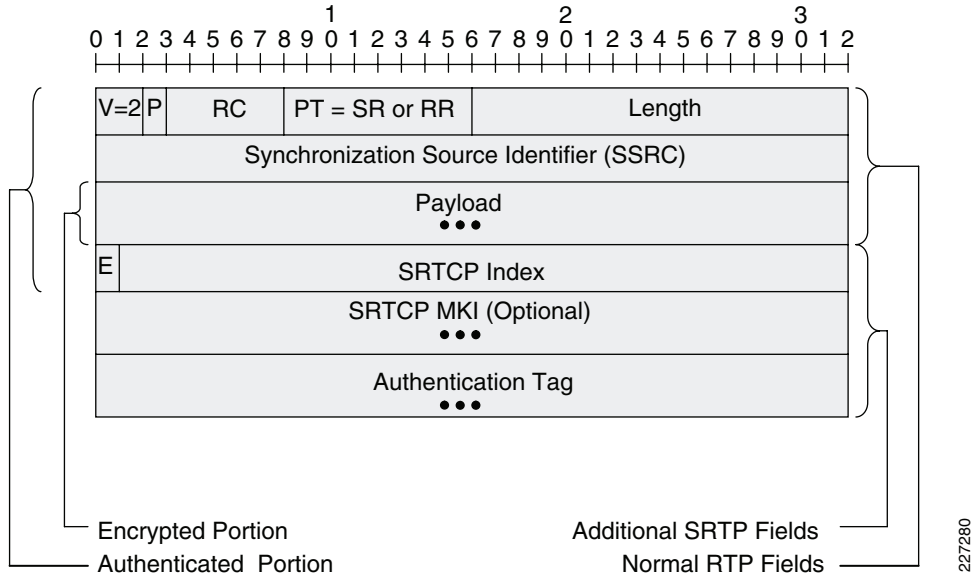 1 2 3
0 1 2 3 4 5 6 7 8 9 0 1 2 3 4 5 6 7 8 9 0 1 2 3 4 5 6 7 8 9 0 1 2
V=2 P RC PT = SR or RR Length
Synchronization Source Identifier (SSRC)
Payload
•••
E SRTCP Index
SRTCP MKI (Optional)
•••
Authentication Tag
•••
Encrypted Portion Additional SRTP Fields
Authenticated Portion Normal RTP Fields
227280